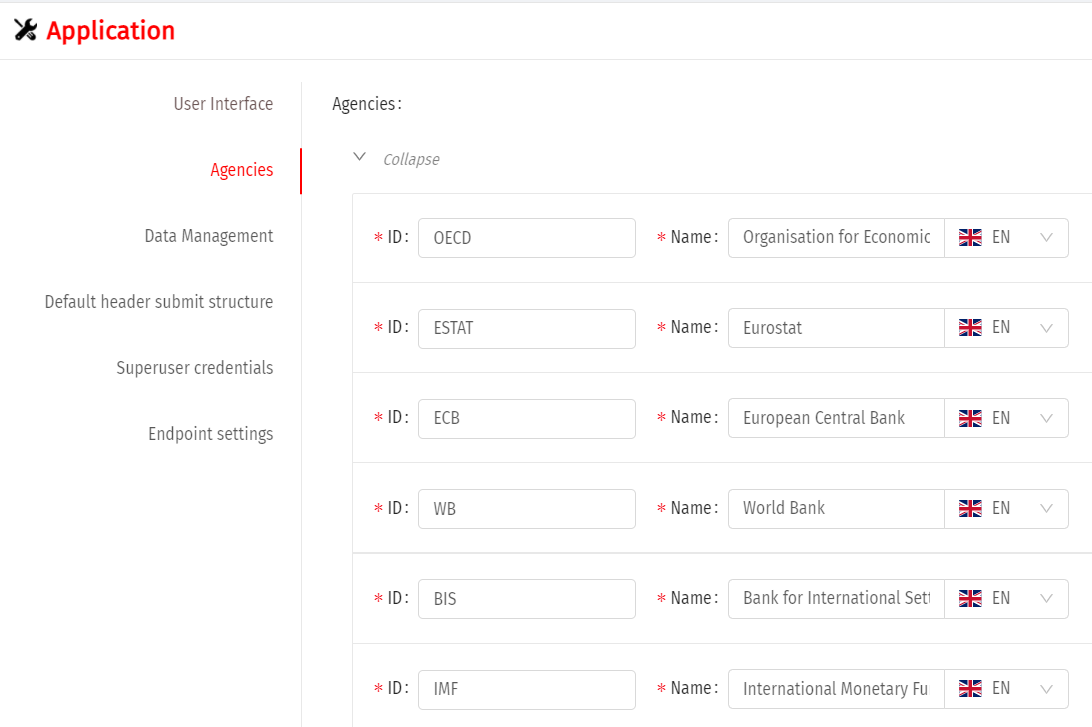 Application
User Interface
Agencies
Data Management
Default header submit structure
Superuser credentials
Endpoint settings
Agencies:
Collapse
* ID: OECD * Name: Organisation for Economic EN
* ID: ESTAT * Name: Eurostat EN
* ID: ECB * Name: European Central Bank EN
* ID: WB * Name: World Bank EN
* ID: BIS * Name: Bank for International Sett EN
* ID: IMF * Name: International Monetary Fu EN